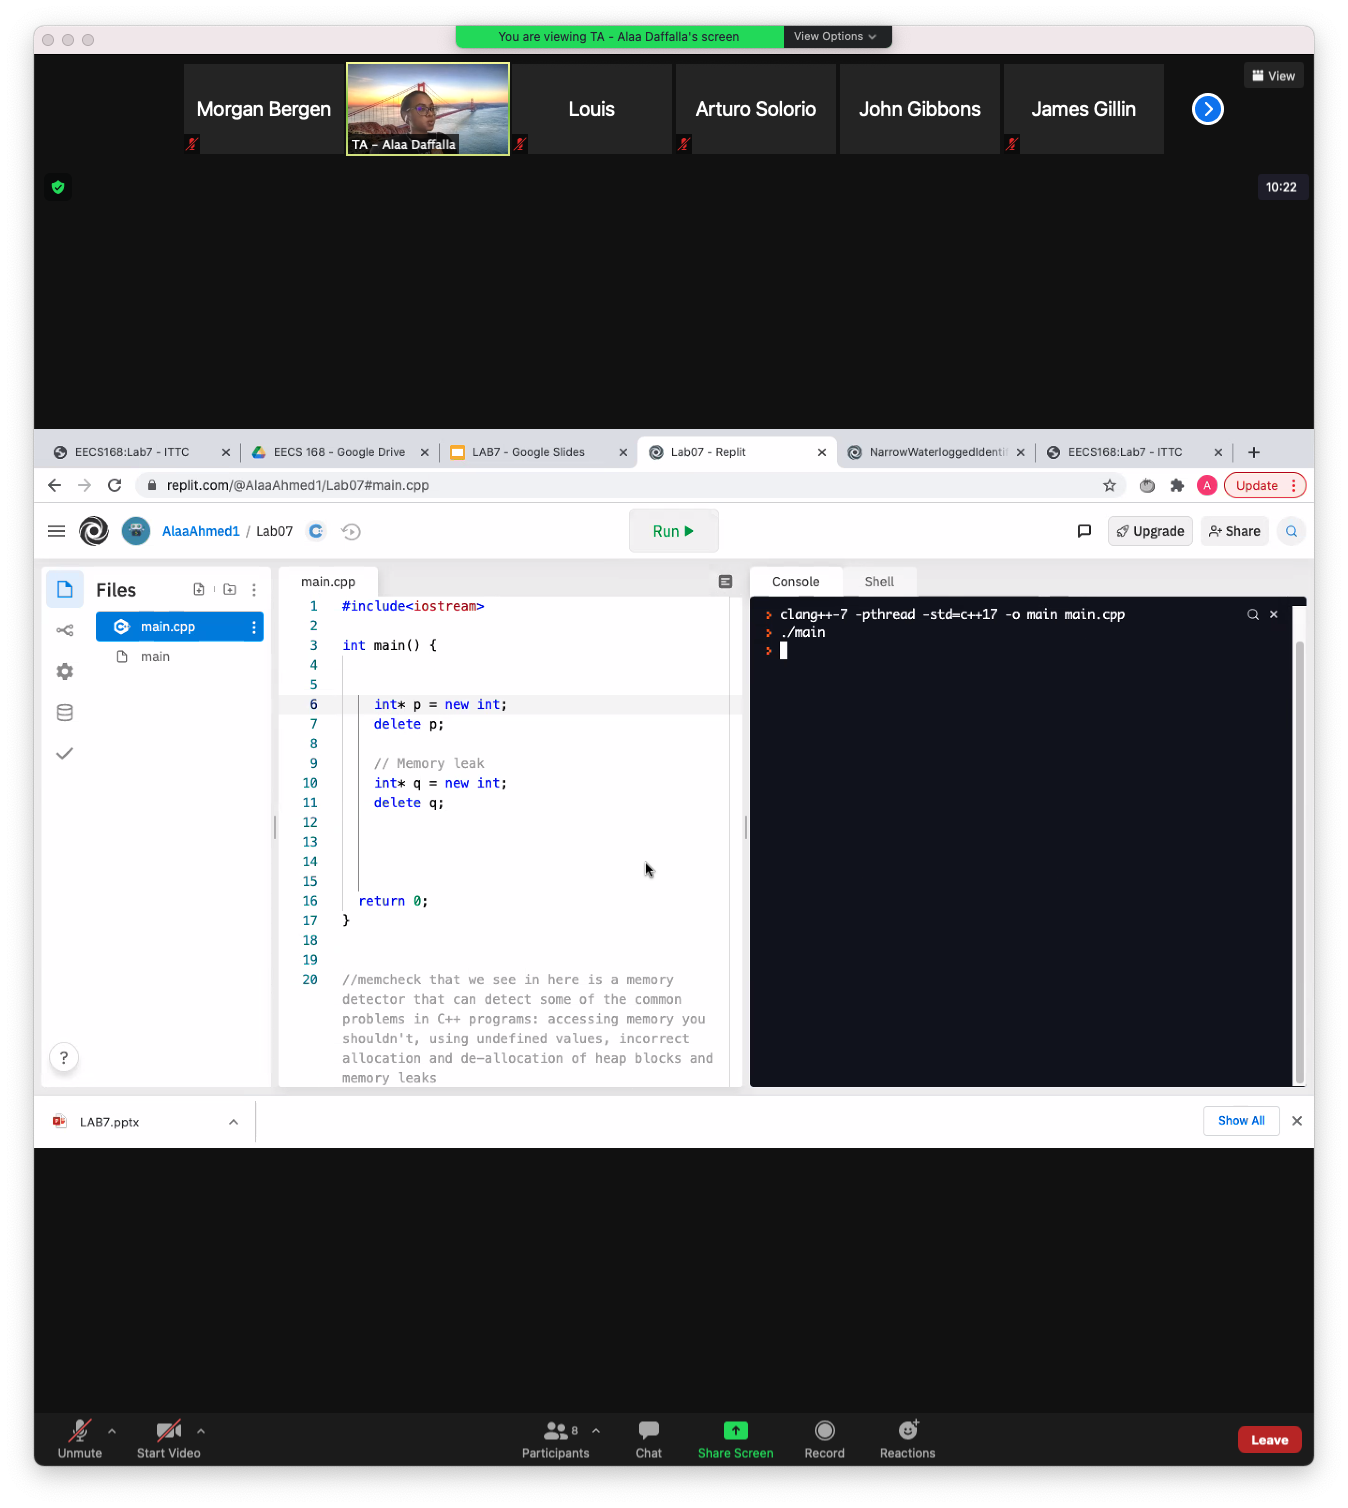 You are viewing TA - Alaa Daffalla's screen
View Options
View
Morgan Bergen
TA - Alaa Daffalla
Louis
Arturo Solorio
John Gibbons
James Gillin
10:22
EECS168:Lab7 - ITTC
EECS 168 - Google Drive
LAB7 - Google Slides
Lab07 - Replit
NarrowWaterloggedIdenti
EECS168:Lab7 - ITTC
replit.com/@AlaaAhmed1/Lab07#main.cpp
A
Update
AlaaAhmed1 / Lab07
Run
Upgrade
Share
Files
main.cpp
main
main.cpp
1 #include<iostream>
2
3 int main() {
4
5
6 int* p = new int;
7 delete p;
8
9 // Memory leak
10 int* q = new int;
11 delete q;
12
13
14
15
16 return 0;
17 }
18
19
20 //memcheck that we see in here is a memory
detector that can detect some of the common
problems in C++ programs: accessing memory you
shouldn't, using undefined values, incorrect
allocation and de-allocation of heap blocks and
memory leaks
Console
Shell
clang++-7 -pthread -std=c++17 -o main main.cpp
./main
?
LAB7.pptx
Show All
Unmute
Start Video
8
Participants
Chat
Share Screen
Record
Reactions
Leave